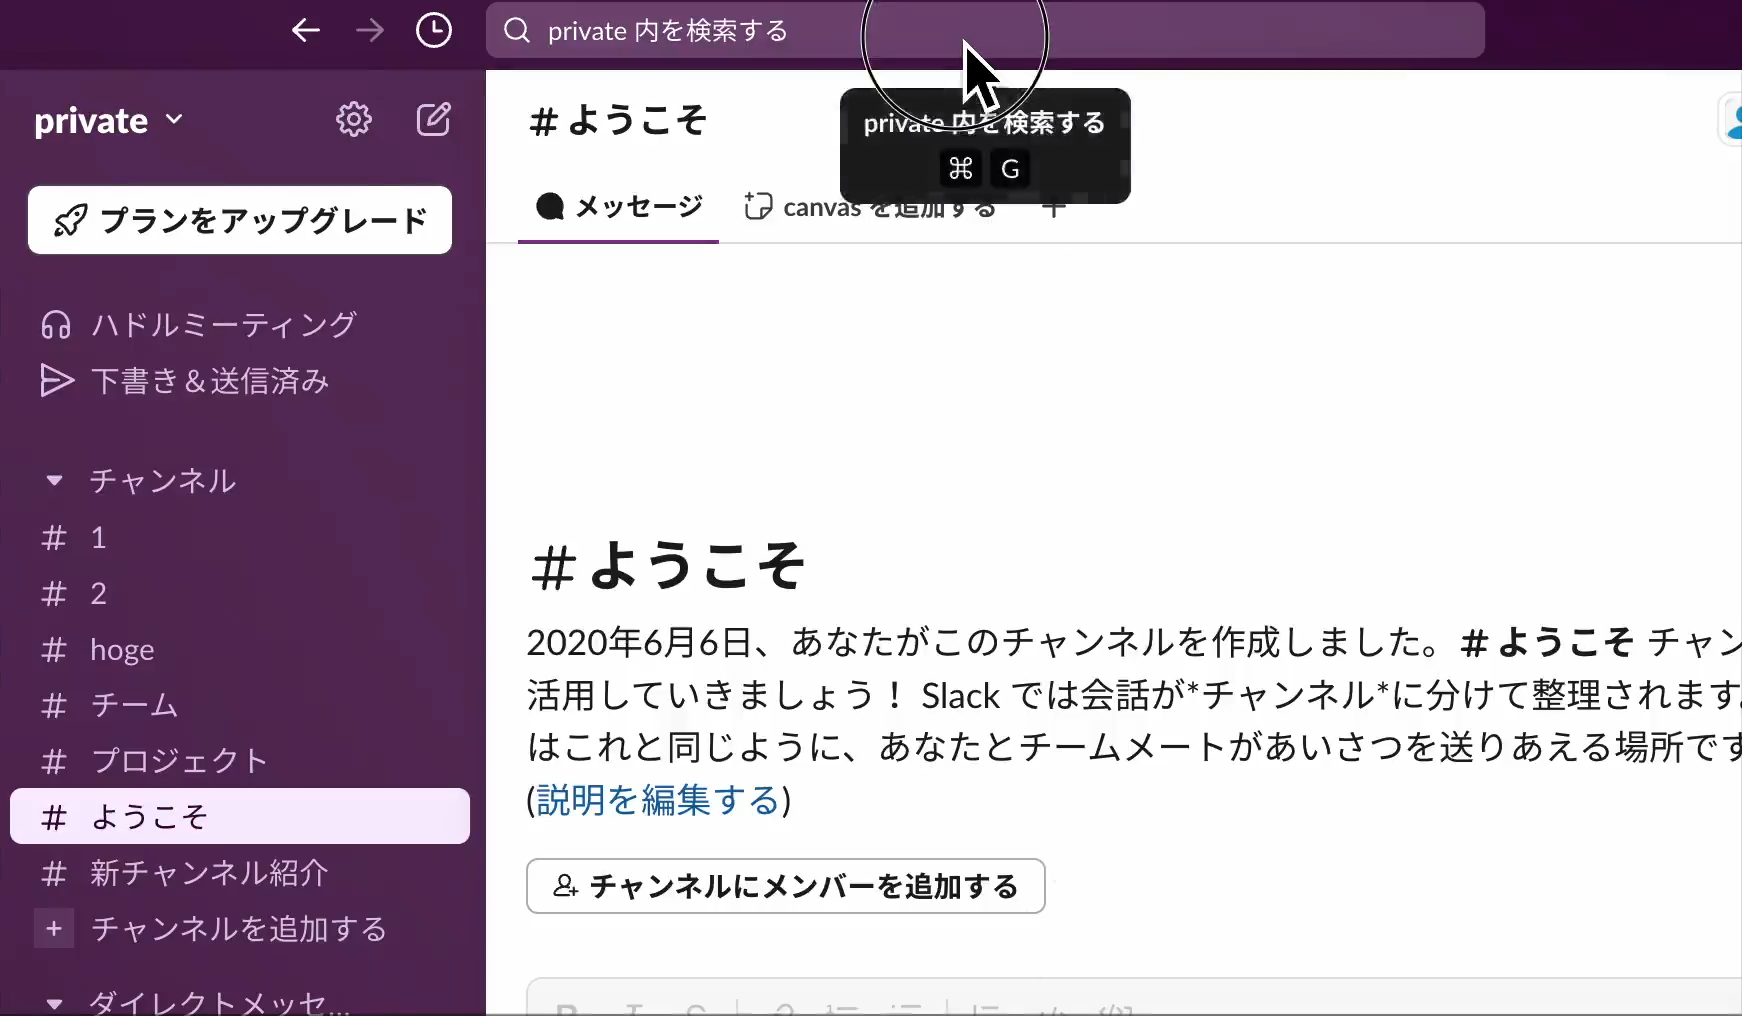 private 内を検索する
private
# ようこそ
private 内を検索する
⌘ G
プランをアップグレード
メッセージ
canvas を追加する +
ハドルミーティング
下書き＆送信済み
チャンネル
# 1
# 2
# hoge
# チーム
# プロジェクト
# ようこそ
# 新チャンネル紹介
+ チャンネルを追加する
ダイレクトメッセ...
# ようこそ
2020年6月6日、あなたがこのチャンネルを作成しました。# ようこそ チャン
活用していきましょう！ Slack では会話が*チャンネル*に分けて整理されます
はこれと同じように、あなたとチームメートがあいさつを送りあえる場所です
(説明を編集する)
チャンネルにメンバーを追加する